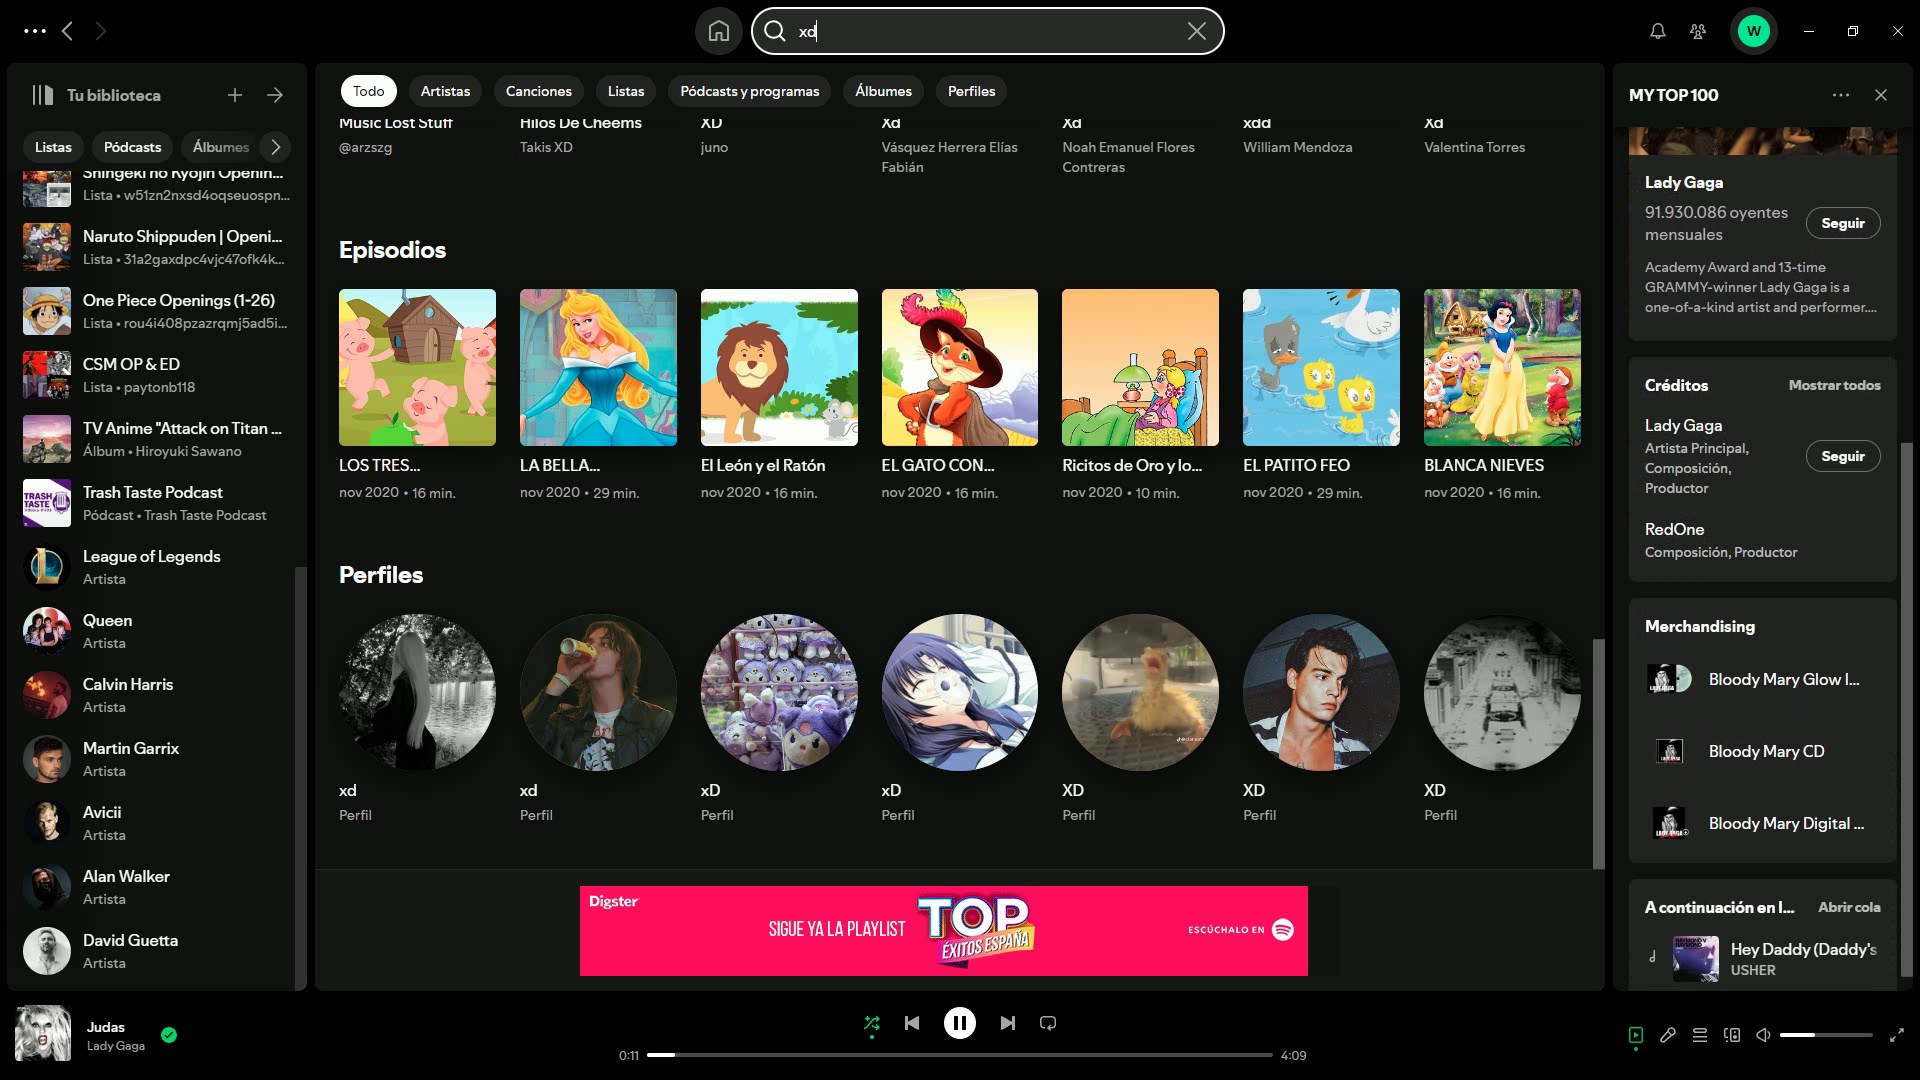 xd
W
Tu biblioteca
Listas
Pódcasts
Álbumes
Shingeki no Kyojin Openin...
Lista • w51zn2nxsd4oqseuospn...
Naruto Shippuden | Openi...
Lista • 31a2gaxdpc4vjc47ofk4k...
One Piece Openings (1-26)
Lista • rou4i408pzazrqmj5ad5i...
CSM OP & ED
Lista • paytonb118
TV Anime "Attack on Titan ...
Álbum • Hiroyuki Sawano
TRASH TASTE
Trash Taste Podcast
Pódcast • Trash Taste Podcast
League of Legends
Artista
Queen
Artista
Calvin Harris
Artista
Martin Garrix
Artista
Avicii
Artista
Alan Walker
Artista
David Guetta
Artista
Todo
Artistas
Canciones
Listas
Pódcasts y programas
Álbumes
Perfiles
Music Lost Stuff
@arzszg
Hilos De Cheems
Takis XD
XD
juno
Xd
Vásquez Herrera Elías
Fabián
Xd
Noah Emanuel Flores
Contreras
xdd
William Mendoza
Xd
Valentina Torres
Episodios
LOS TRES...
nov 2020 • 16 min.
LA BELLA...
nov 2020 • 29 min.
El León y el Ratón
nov 2020 • 16 min.
EL GATO CON...
nov 2020 • 16 min.
Ricitos de Oro y lo...
nov 2020 • 10 min.
EL PATITO FEO
nov 2020 • 29 min.
BLANCA NIEVES
nov 2020 • 16 min.
Perfiles
xd
Perfil
xd
Perfil
xD
Perfil
xD
Perfil
XD
Perfil
XD
Perfil
XD
Perfil
Digster
SIGUE YA LA PLAYLIST
TOP
ÉXITOS ESPAÑA
ESCÚCHALO EN
MY TOP 100
Lady Gaga
91.930.086 oyentes
mensuales
Seguir
Academy Award and 13-time
GRAMMY-winner Lady Gaga is a
one-of-a-kind artist and performer....
Créditos
Mostrar todos
Lady Gaga
Artista Principal,
Composición,
Productor
Seguir
RedOne
Composición, Productor
Merchandising
Bloody Mary Glow I...
Bloody Mary CD
Bloody Mary Digital ...
A continuación en l...
Abrir cola
Hey Daddy (Daddy's
USHER
Judas
Lady Gaga
0:11
4:09